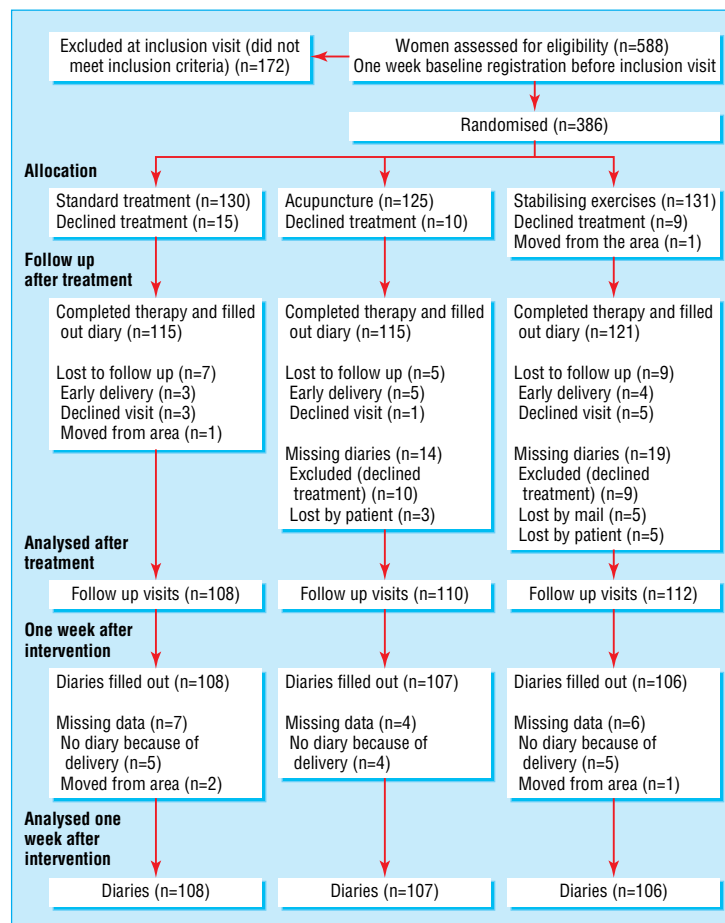 Excluded at inclusion visit (did not
meet inclusion criteria) (n=172)
Women assessed for eligibility (n=588)
One week baseline registration before inclusion visit
Randomised (n=386)
Allocation
Standard treatment (n=130)
Declined treatment (n=15)
Acupuncture (n=125)
Declined treatment (n=10)
Stabilising exercises (n=131)
Declined treatment (n=9)
Moved from the area (n=1)
Follow up
after treatment
Completed therapy and filled
out diary (n=115)
Lost to follow up (n=7)
Early delivery (n=3)
Declined visit (n=3)
Moved from area (n=1)
Completed therapy and filled
out diary (n=115)
Lost to follow up (n=5)
Early delivery (n=5)
Declined visit (n=1)
Missing diaries (n=14)
Excluded (declined
treatment) (n=10)
Lost by patient (n=3)
Completed therapy and filled
out diary (n=121)
Lost to follow up (n=9)
Early delivery (n=4)
Declined visit (n=5)
Missing diaries (n=19)
Excluded (declined
treatment) (n=9)
Lost by mail (n=5)
Lost by patient (n=5)
Analysed after
treatment
Follow up visits (n=108)
Follow up visits (n=110)
Follow up visits (n=112)
One week after
intervention
Diaries filled out (n=108)
Missing data (n=7)
No diary because of
delivery (n=5)
Moved from area (n=2)
Diaries filled out (n=107)
Missing data (n=4)
No diary because of
delivery (n=4)
Diaries filled out (n=106)
Missing data (n=6)
No diary because of
delivery (n=5)
Moved from area (n=1)
Analysed one
week after
intervention
Diaries (n=108)
Diaries (n=107)
Diaries (n=106)